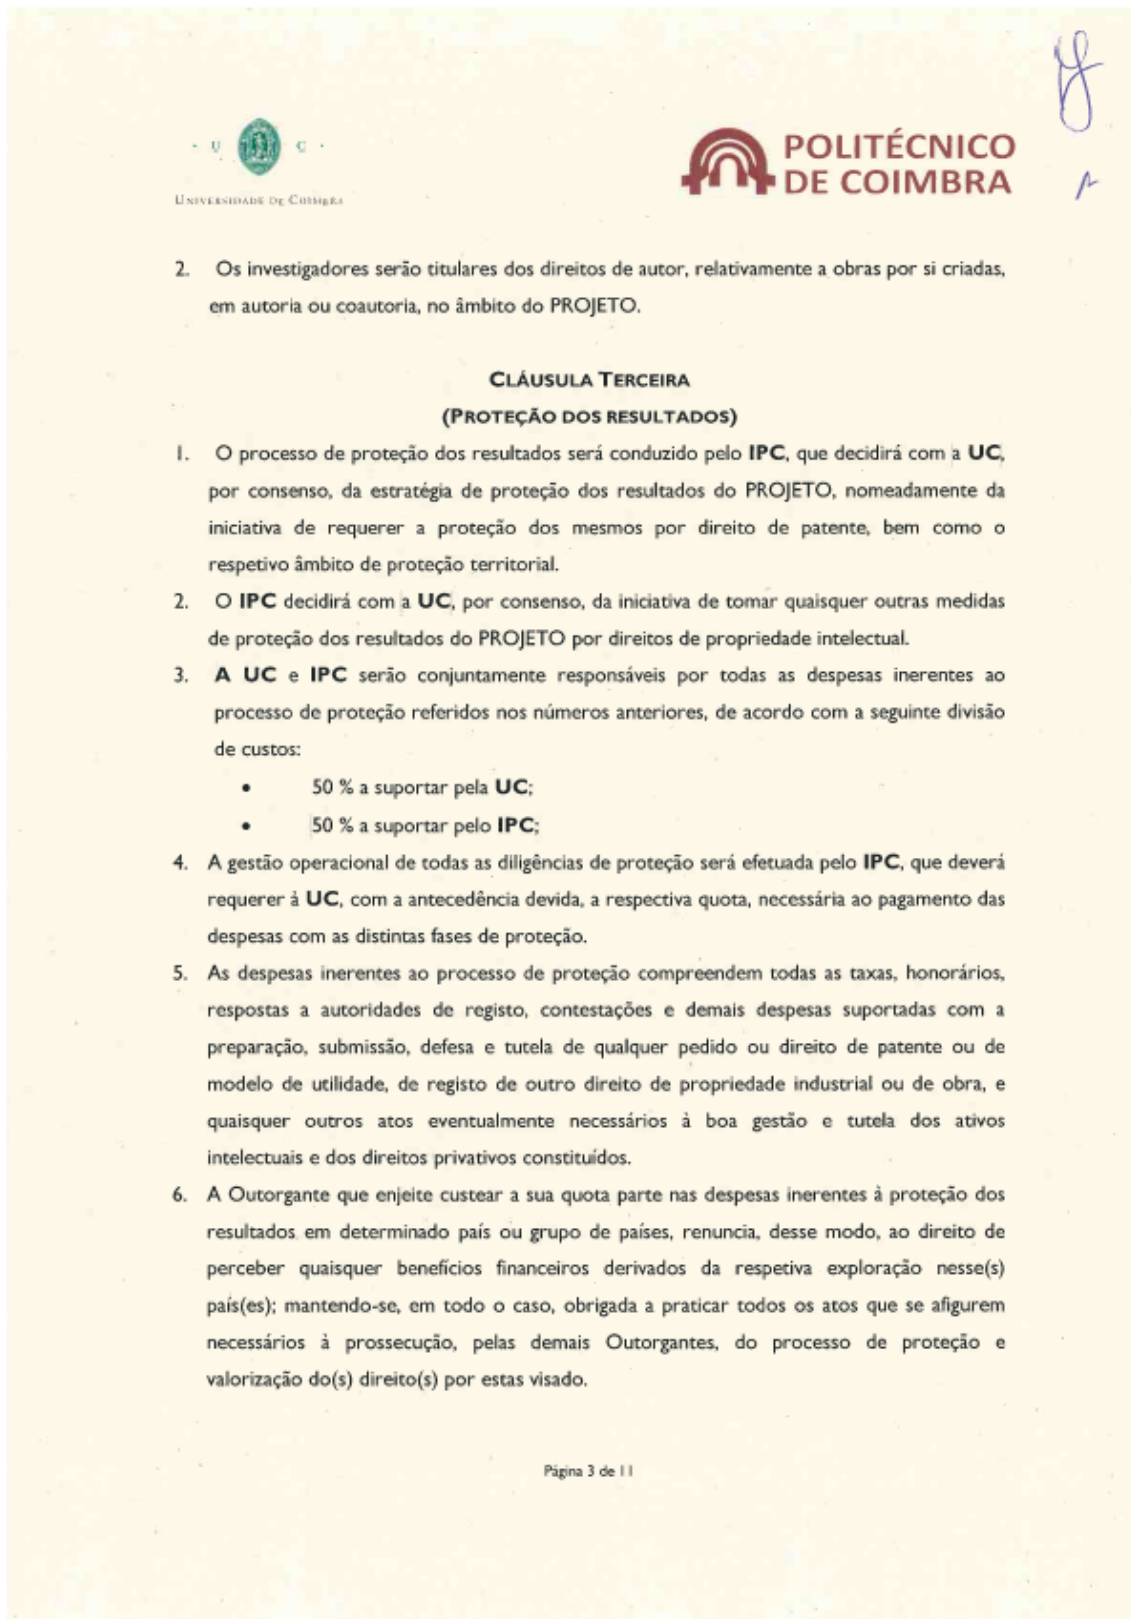 · U C ·
UNIVERSIDADE DE COIMBRA
POLITÉCNICO
DE COIMBRA
2. Os investigadores serão titulares dos direitos de autor, relativamente a obras por si criadas,
em autoria ou coautoria, no âmbito do PROJETO.
CLÁUSULA TERCEIRA
(PROTEÇÃO DOS RESULTADOS)
1. O processo de proteção dos resultados será conduzido pelo IPC, que decidirá com a UC,
por consenso, da estratégia de proteção dos resultados do PROJETO, nomeadamente da
iniciativa de requerer a proteção dos mesmos por direito de patente, bem como o
respetivo âmbito de proteção territorial.
2. O IPC decidirá com a UC, por consenso, da iniciativa de tomar quaisquer outras medidas
de proteção dos resultados do PROJETO por direitos de propriedade intelectual.
3. A UC e IPC serão conjuntamente responsáveis por todas as despesas inerentes ao
processo de proteção referidos nos números anteriores, de acordo com a seguinte divisão
de custos:
• 50 % a suportar pela UC;
• 50 % a suportar pelo IPC;
4. A gestão operacional de todas as diligências de proteção será efetuada pelo IPC, que deverá
requerer à UC, com a antecedência devida, a respectiva quota, necessária ao pagamento das
despesas com as distintas fases de proteção.
5. As despesas inerentes ao processo de proteção compreendem todas as taxas, honorários,
respostas a autoridades de registo, contestações e demais despesas suportadas com a
preparação, submissão, defesa e tutela de qualquer pedido ou direito de patente ou de
modelo de utilidade, de registo de outro direito de propriedade industrial ou de obra, e
quaisquer outros atos eventualmente necessários à boa gestão e tutela dos ativos
intelectuais e dos direitos privativos constituídos.
6. A Outorgante que enjeite custear a sua quota parte nas despesas inerentes à proteção dos
resultados em determinado país ou grupo de países, renuncia, desse modo, ao direito de
perceber quaisquer benefícios financeiros derivados da respetiva exploração nesse(s)
país(es); mantendo-se, em todo o caso, obrigada a praticar todos os atos que se afigurem
necessários à prossecução, pelas demais Outorgantes, do processo de proteção e
valorização do(s) direito(s) por estas visado.
Página 3 de 11